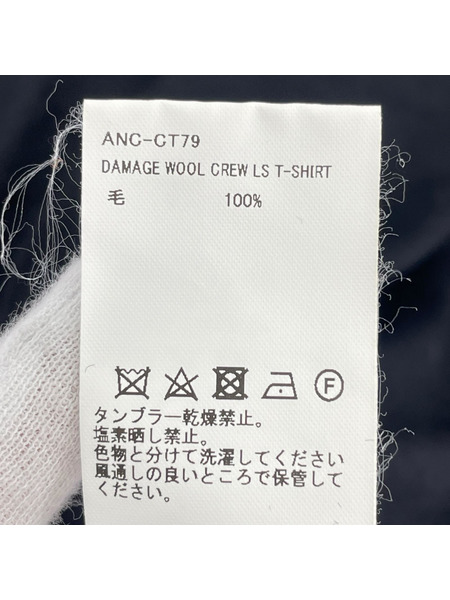 ANC-CT79
DAMAGE WOOL CREW LS T-SHIRT
毛 100%
F
タンブラー乾燥禁止。
塩素晒し禁止。
色物と分けて洗濯してください
風通しの良いところで保管して
ください。